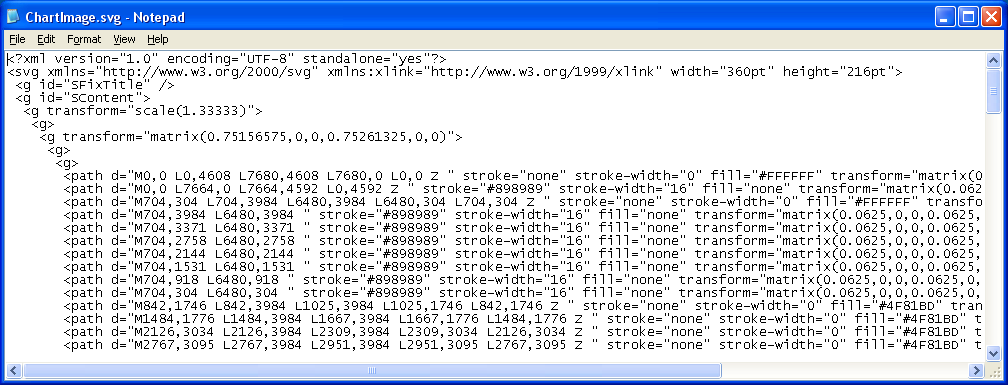 ChartImage.svg - Notepad
File Edit Format View Help
<?xml version="1.0" encoding="UTF-8" standalone="yes"?>
<svg xmlns="http://www.w3.org/2000/svg" xmlns:xlink="http://www.w3.org/1999/xlink" width="360pt" height="216pt">
<g id="SFixTitle" />
<g id="SContent">
<g transform="scale(1.33333)">
<g>
<g transform="matrix(0.75156575,0,0,0.75261325,0,0)">
<g>
<g>
<path d="M0,0 L0,4608 L7680,4608 L7680,0 L0,0 Z " stroke="none" stroke-width="0" fill="#FFFFFF" transform="matrix(0
<path d="M0,0 L7664,0 L7664,4592 L0,4592 Z " stroke="#898989" stroke-width="16" fill="none" transform="matrix(0.062
<path d="M704,304 L704,3984 L6480,3984 L6480,304 L704,304 Z " stroke="none" stroke-width="0" fill="#FFFFFF" transfo
<path d="M704,3984 L6480,3984 " stroke="#898989" stroke-width="16" fill="none" transform="matrix(0.0625,0,0,0.0625,
<path d="M704,3371 L6480,3371 " stroke="#898989" stroke-width="16" fill="none" transform="matrix(0.0625,0,0,0.0625,
<path d="M704,2758 L6480,2758 " stroke="#898989" stroke-width="16" fill="none" transform="matrix(0.0625,0,0,0.0625,
<path d="M704,2144 L6480,2144 " stroke="#898989" stroke-width="16" fill="none" transform="matrix(0.0625,0,0,0.0625,
<path d="M704,1531 L6480,1531 " stroke="#898989" stroke-width="16" fill="none" transform="matrix(0.0625,0,0,0.0625,
<path d="M704,918 L6480,918 " stroke="#898989" stroke-width="16" fill="none" transform="matrix(0.0625,0,0,0.0625,0,
<path d="M704,304 L6480,304 " stroke="#898989" stroke-width="16" fill="none" transform="matrix(0.0625,0,0,0.0625,0,
<path d="M842,1746 L842,3984 L1025,3984 L1025,1746 L842,1746 Z " stroke="none" stroke-width="0" fill="#4F81BD" tran
<path d="M1484,1776 L1484,3984 L1667,3984 L1667,1776 L1484,1776 Z " stroke="none" stroke-width="0" fill="#4F81BD" t
<path d="M2126,3034 L2126,3984 L2309,3984 L2309,3034 L2126,3034 Z " stroke="none" stroke-width="0" fill="#4F81BD" t
<path d="M2767,3095 L2767,3984 L2951,3984 L2951,3095 L2767,3095 Z " stroke="none" stroke-width="0" fill="#4F81BD" t